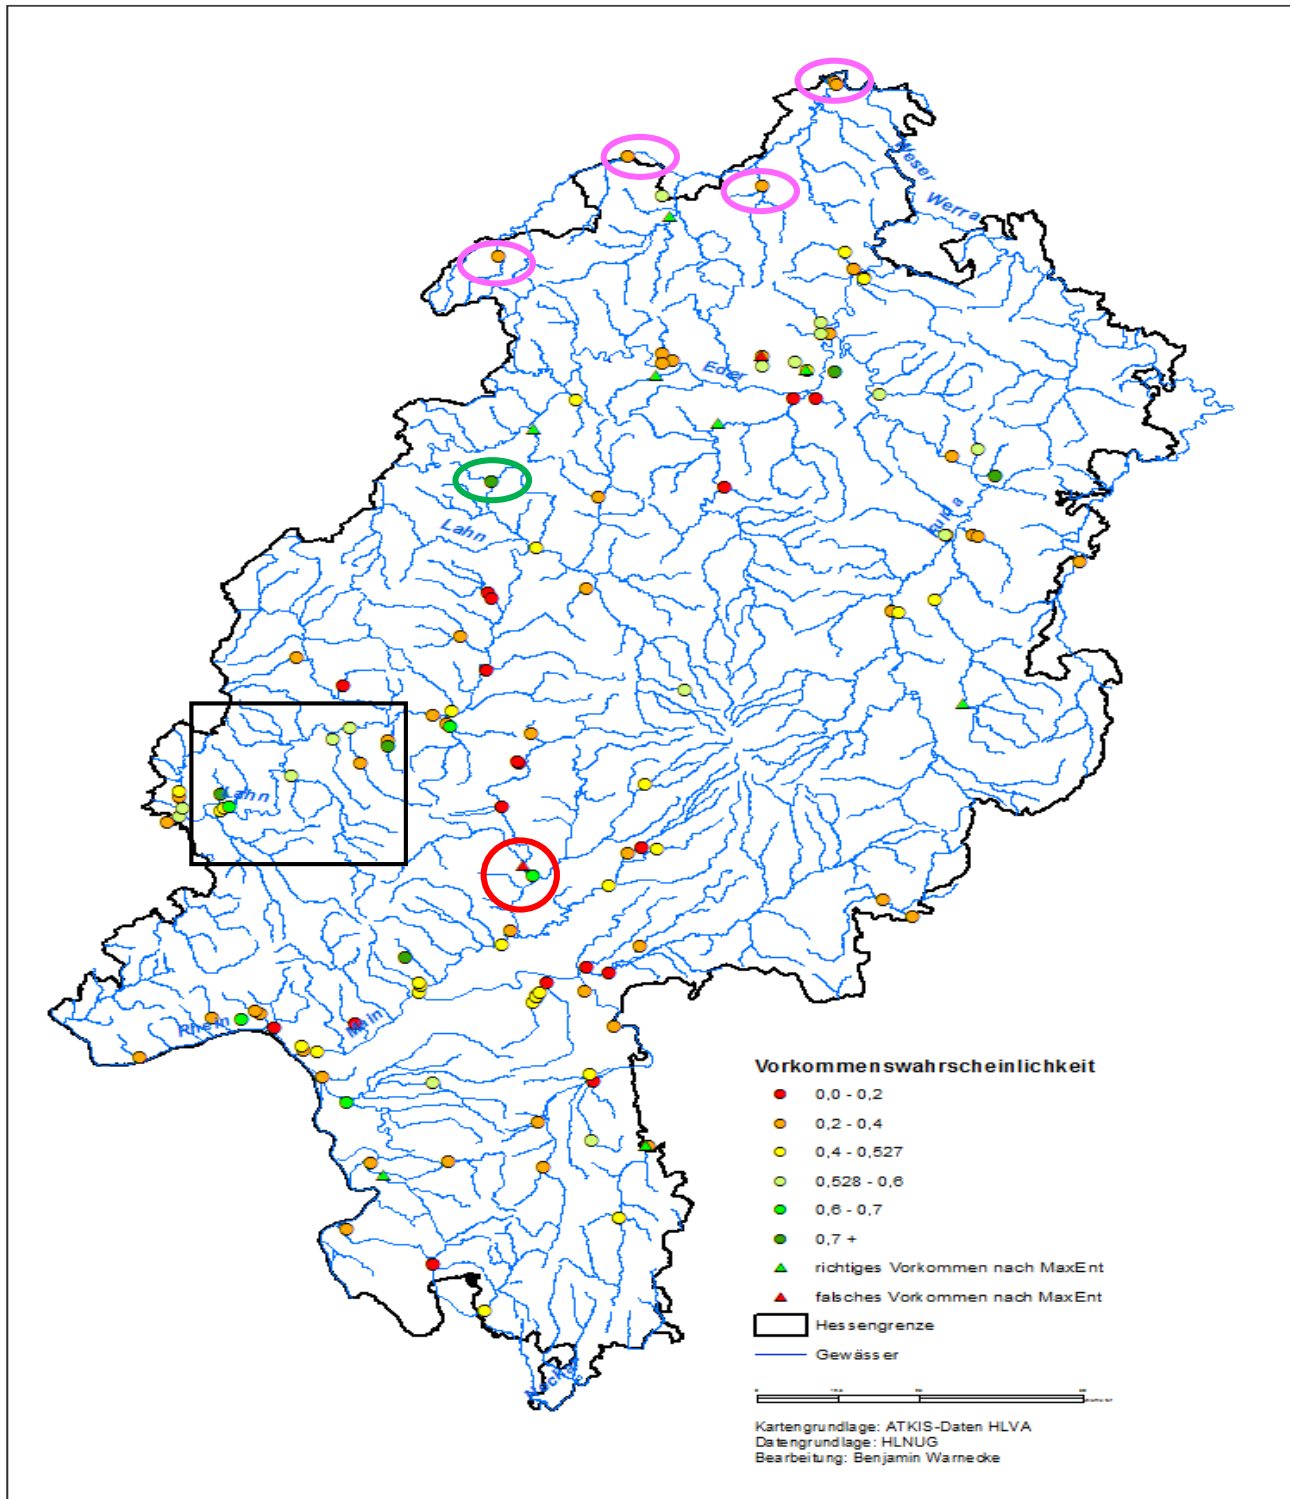 Weser
Werra
Eder
Fulda
Lahn
Lahn
Rhein
Main
Neckar
Vorkommenswahrscheinlichkeit
0,0 - 0,2
0,2 - 0,4
0,4 - 0,527
0,528 - 0,6
0,6 - 0,7
0,7 +
richtiges Vorkommen nach MaxEnt
falsches Vorkommen nach MaxEnt
Hessengrenze
Gewässer
Kartengrundlage: ATKIS-Daten HLVA
Datengrundlage: HLNUG
Bearbeitung: Benjamin Warnecke